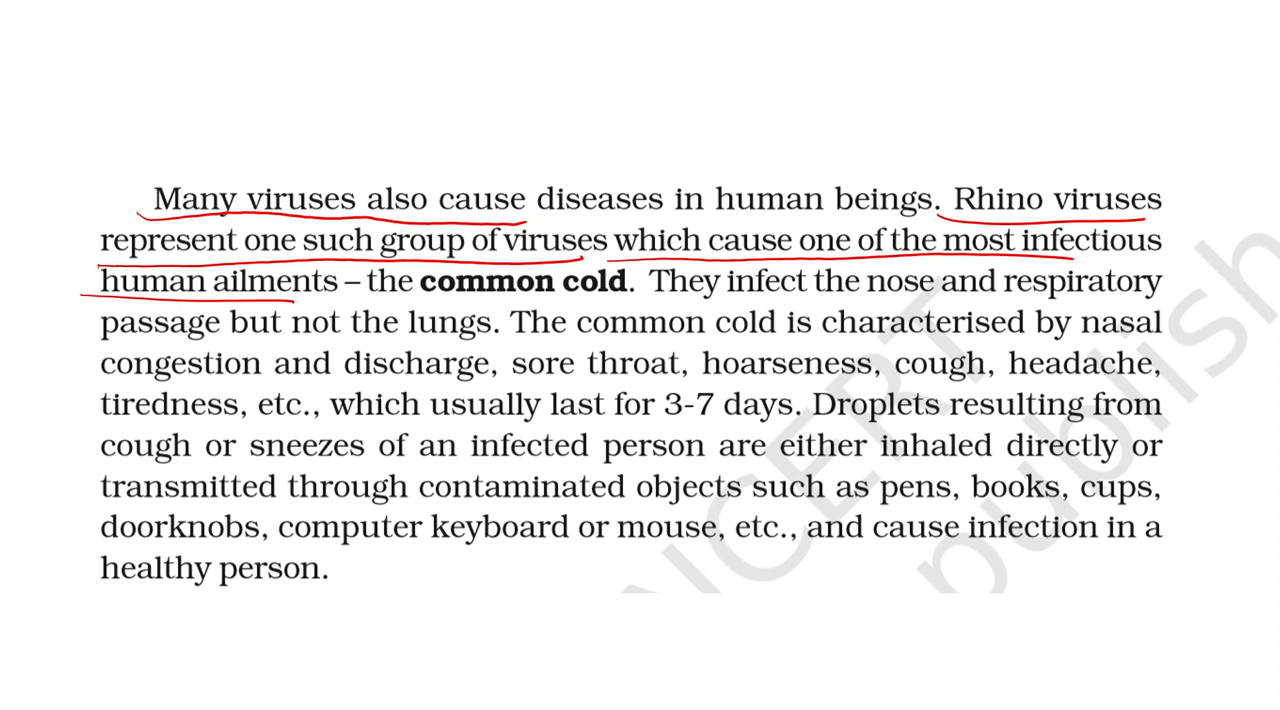 Many viruses also cause diseases in human beings. Rhino viruses
represent one such group of viruses which cause one of the most infectious
human ailments – the common cold. They infect the nose and respiratory
passage but not the lungs. The common cold is characterised by nasal
congestion and discharge, sore throat, hoarseness, cough, headache,
tiredness, etc., which usually last for 3-7 days. Droplets resulting from
cough or sneezes of an infected person are either inhaled directly or
transmitted through contaminated objects such as pens, books, cups,
doorknobs, computer keyboard or mouse, etc., and cause infection in a
healthy person.
NCERT
publish